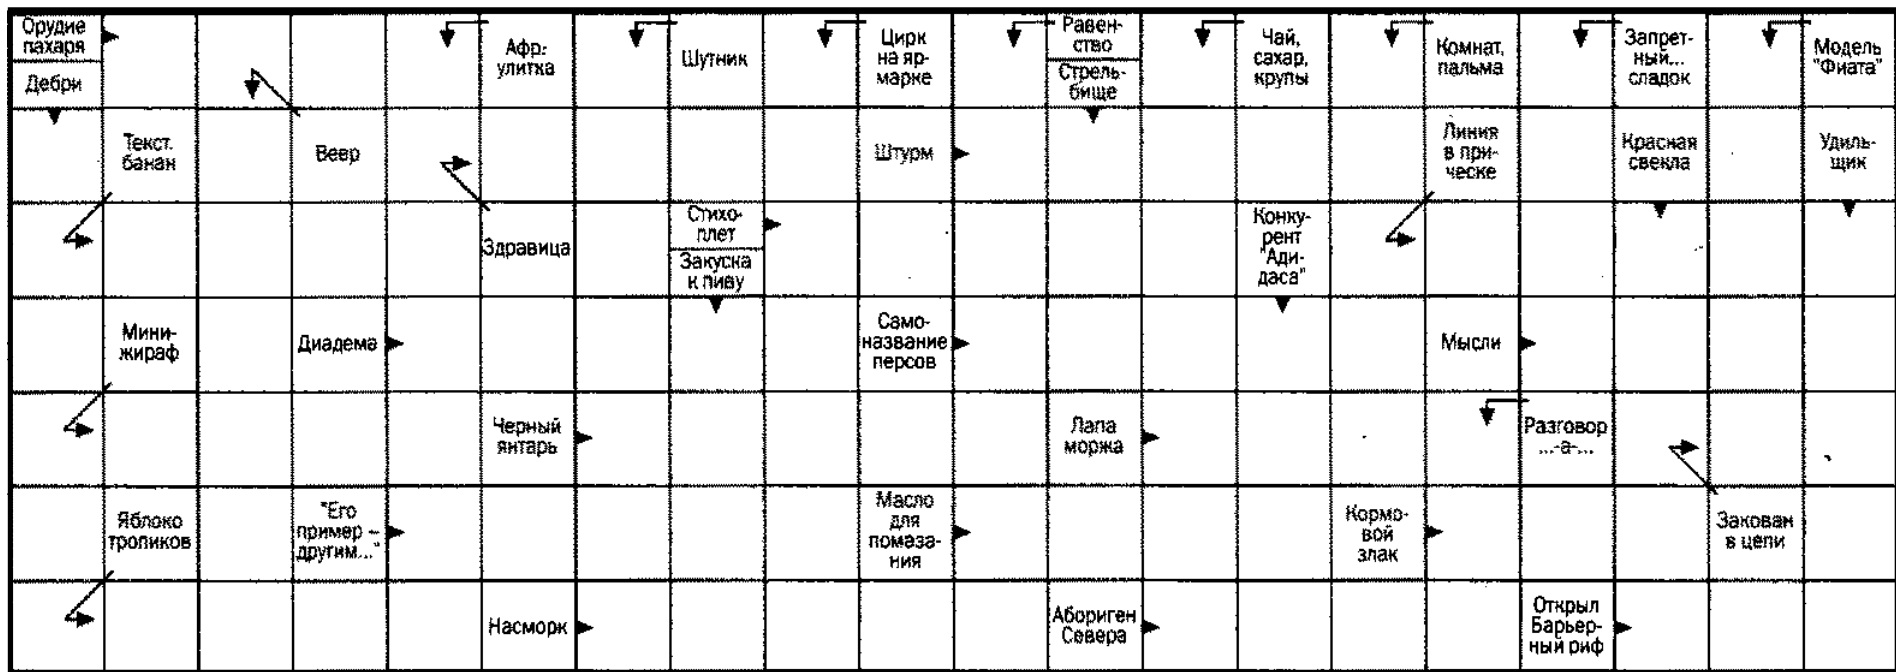 Орудие
пахаря
Дебри
Афр.
улитка
Шутник
Цирк
на яр-
марке
Равен-
ство
Стрель-
бище
Чай,
сахар,
крупы
Комнат.
пальма
Запрет-
ный...
сладок
Модель
"Фиата"
Текст.
банан
Веер
Штурм
Линия
в при-
ческе
Красная
свекла
Удиль-
щик
Здравица
Стихо-
плет
Закуска
к пиву
Конку-
рент
"Ади-
даса"
Мини-
жираф
Диадема
Само-
название
персов
Мысли
Черный
янтарь
Лапа
моржа
Разговор
...-а-...
Яблоко
тропиков
"Его
пример –
другим..."
Масло
для
помаза-
ния
Кормо-
вой
злак
Закован
в цепи
Насморк
Абориген
Севера
Открыл
Барьер-
ный риф